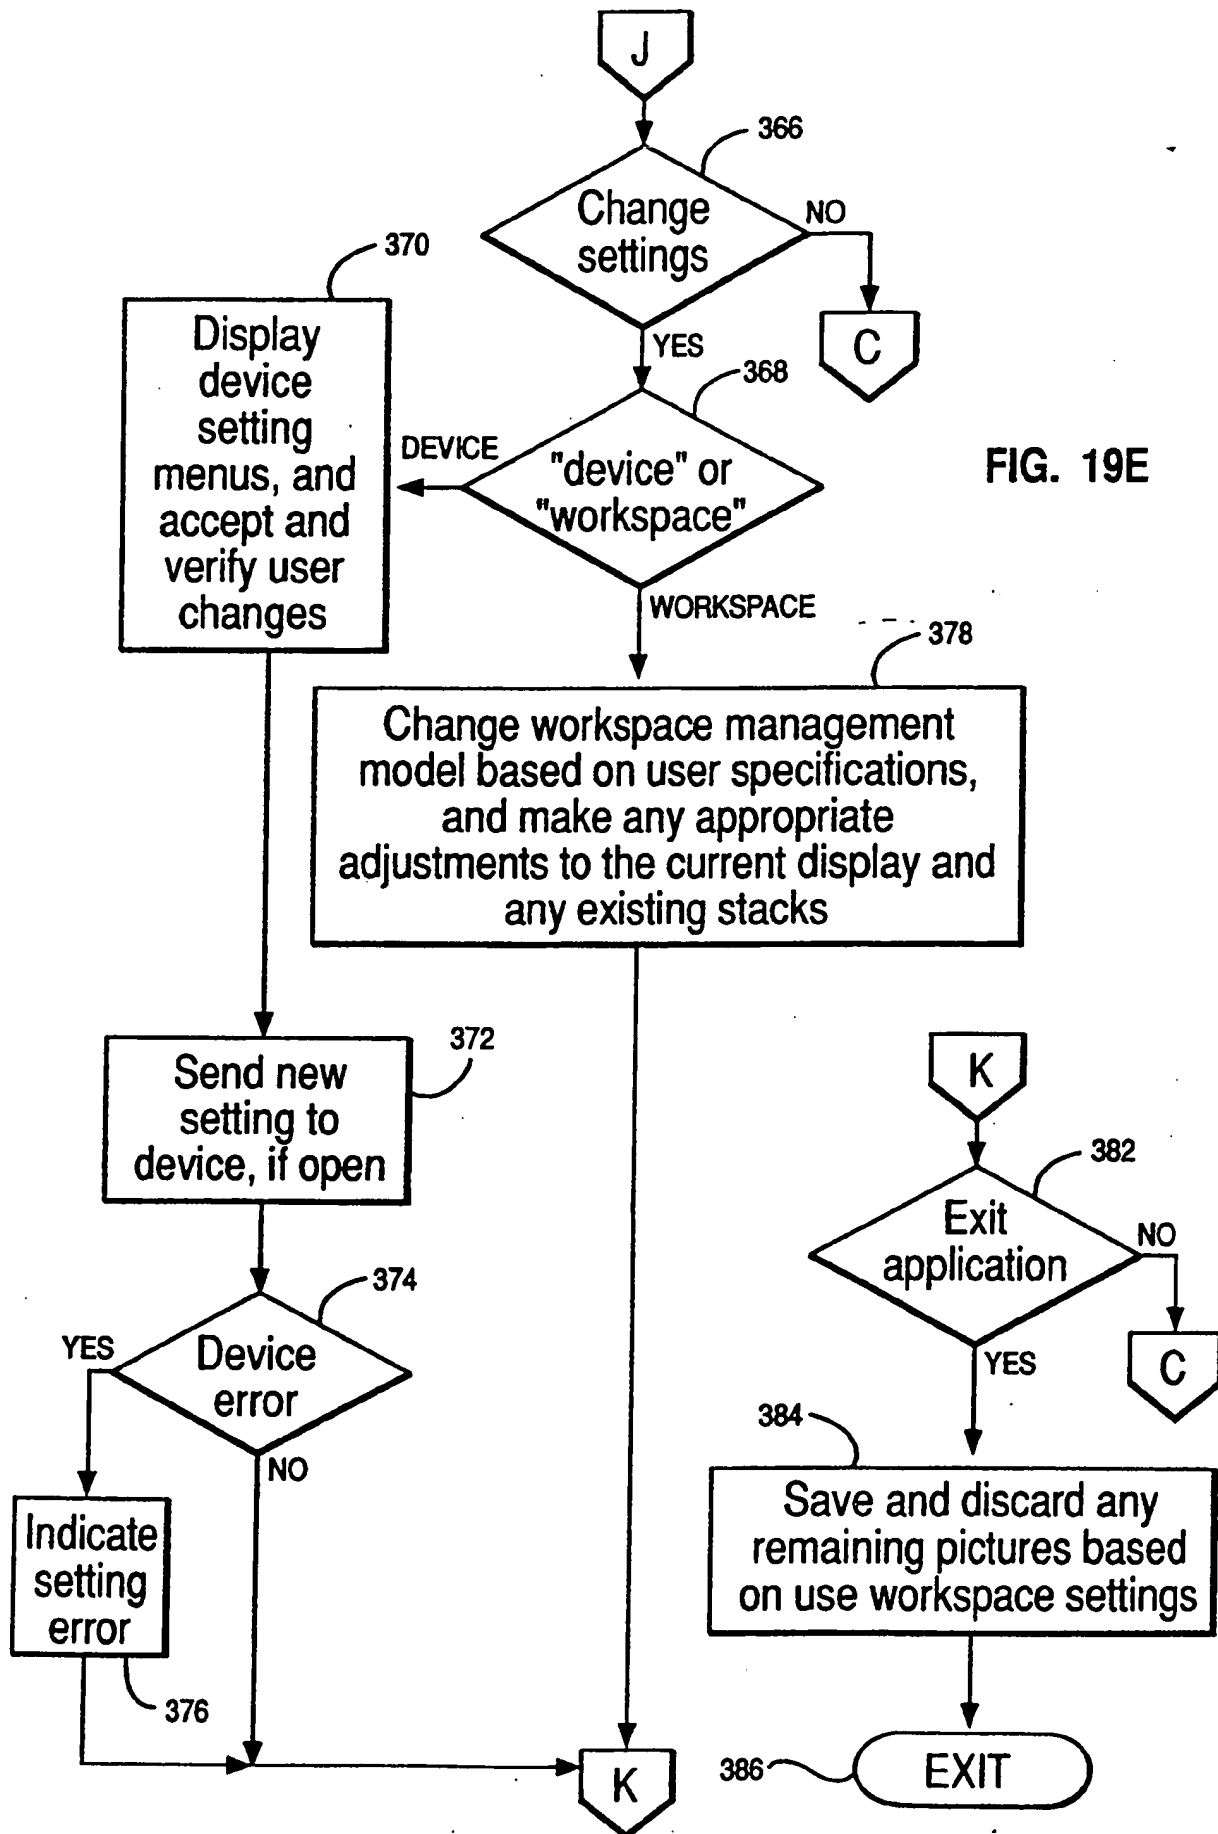 J
366
Change
settings
NO
C
YES
370
Display
device
setting
menus, and
accept and
verify user
changes
368
"device" or
"workspace"
DEVICE
FIG. 19E
WORKSPACE
378
Change workspace management
model based on user specifications,
and make any appropriate
adjustments to the current display and
any existing stacks
372
Send new
setting to
device, if open
374
Device
error
YES
NO
Indicate
setting
error
376
K
K
382
Exit
application
NO
C
YES
384
Save and discard any
remaining pictures based
on use workspace settings
386
EXIT